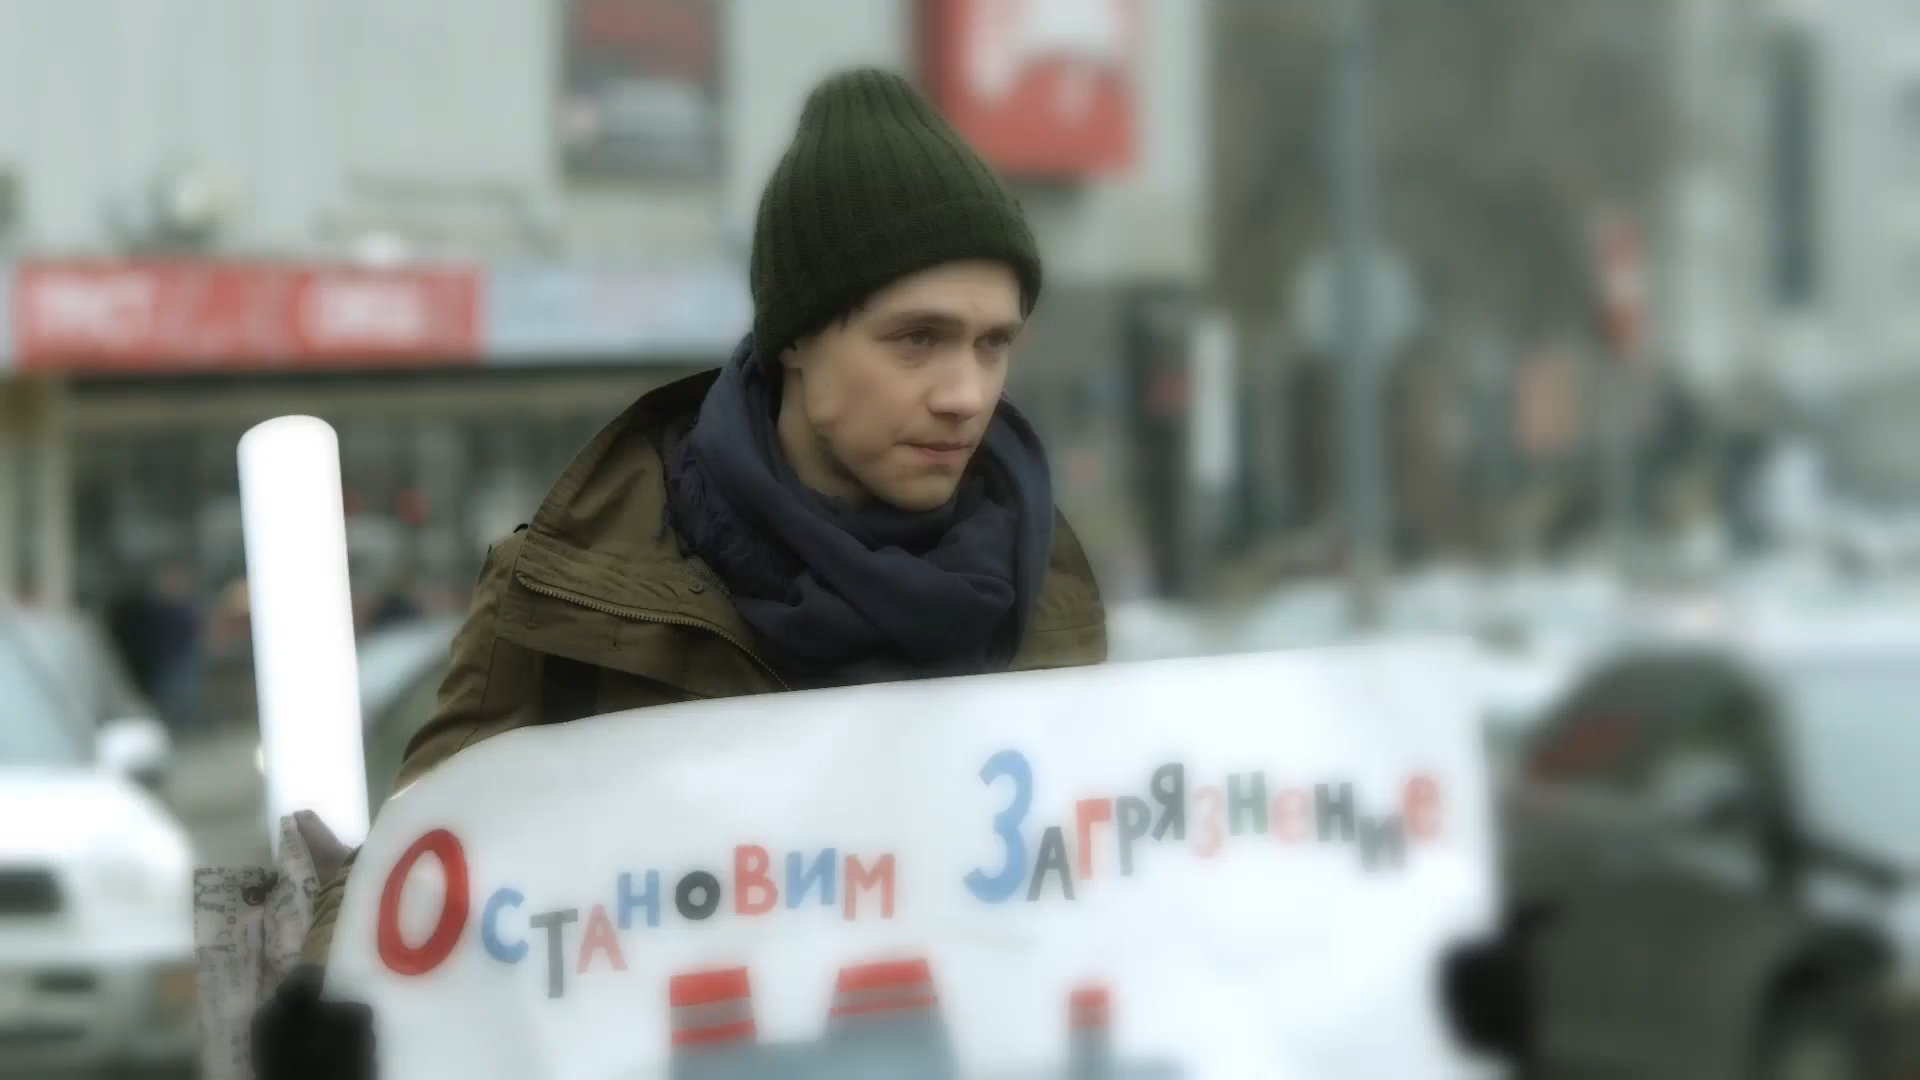 Остановим Загрязнение